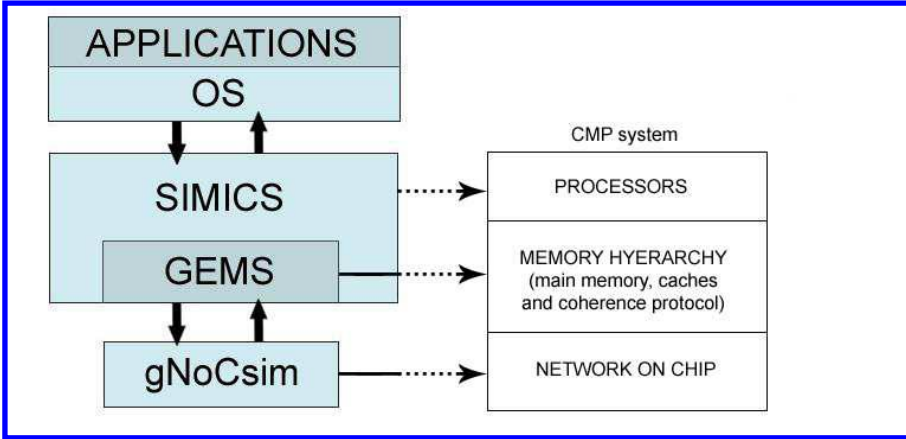 APPLICATIONS
OS
SIMICS
GEMS
gNoCsim
CMP system
PROCESSORS
MEMORY HYERARCHY
(main memory, caches
and coherence protocol)
NETWORK ON CHIP